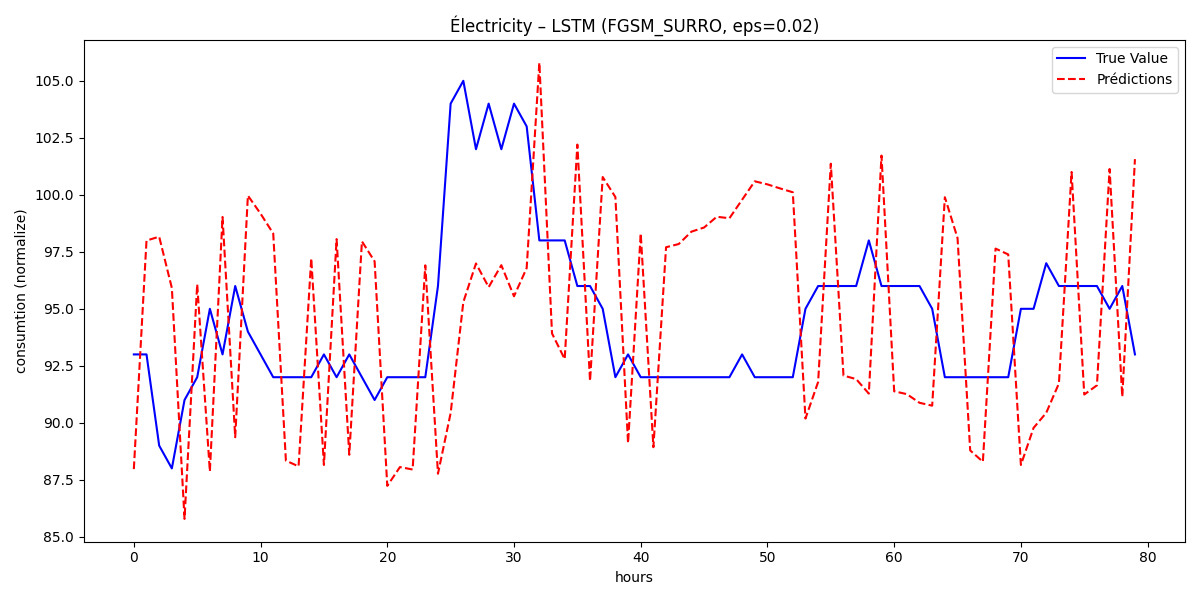 Électricity – LSTM (FGSM_SURRO, eps=0.02)
True Value
Prédictions
consumtion (normalize)
105.0
102.5
100.0
97.5
95.0
92.5
90.0
87.5
85.0
0 10 20 30 40 50 60 70 80
hours